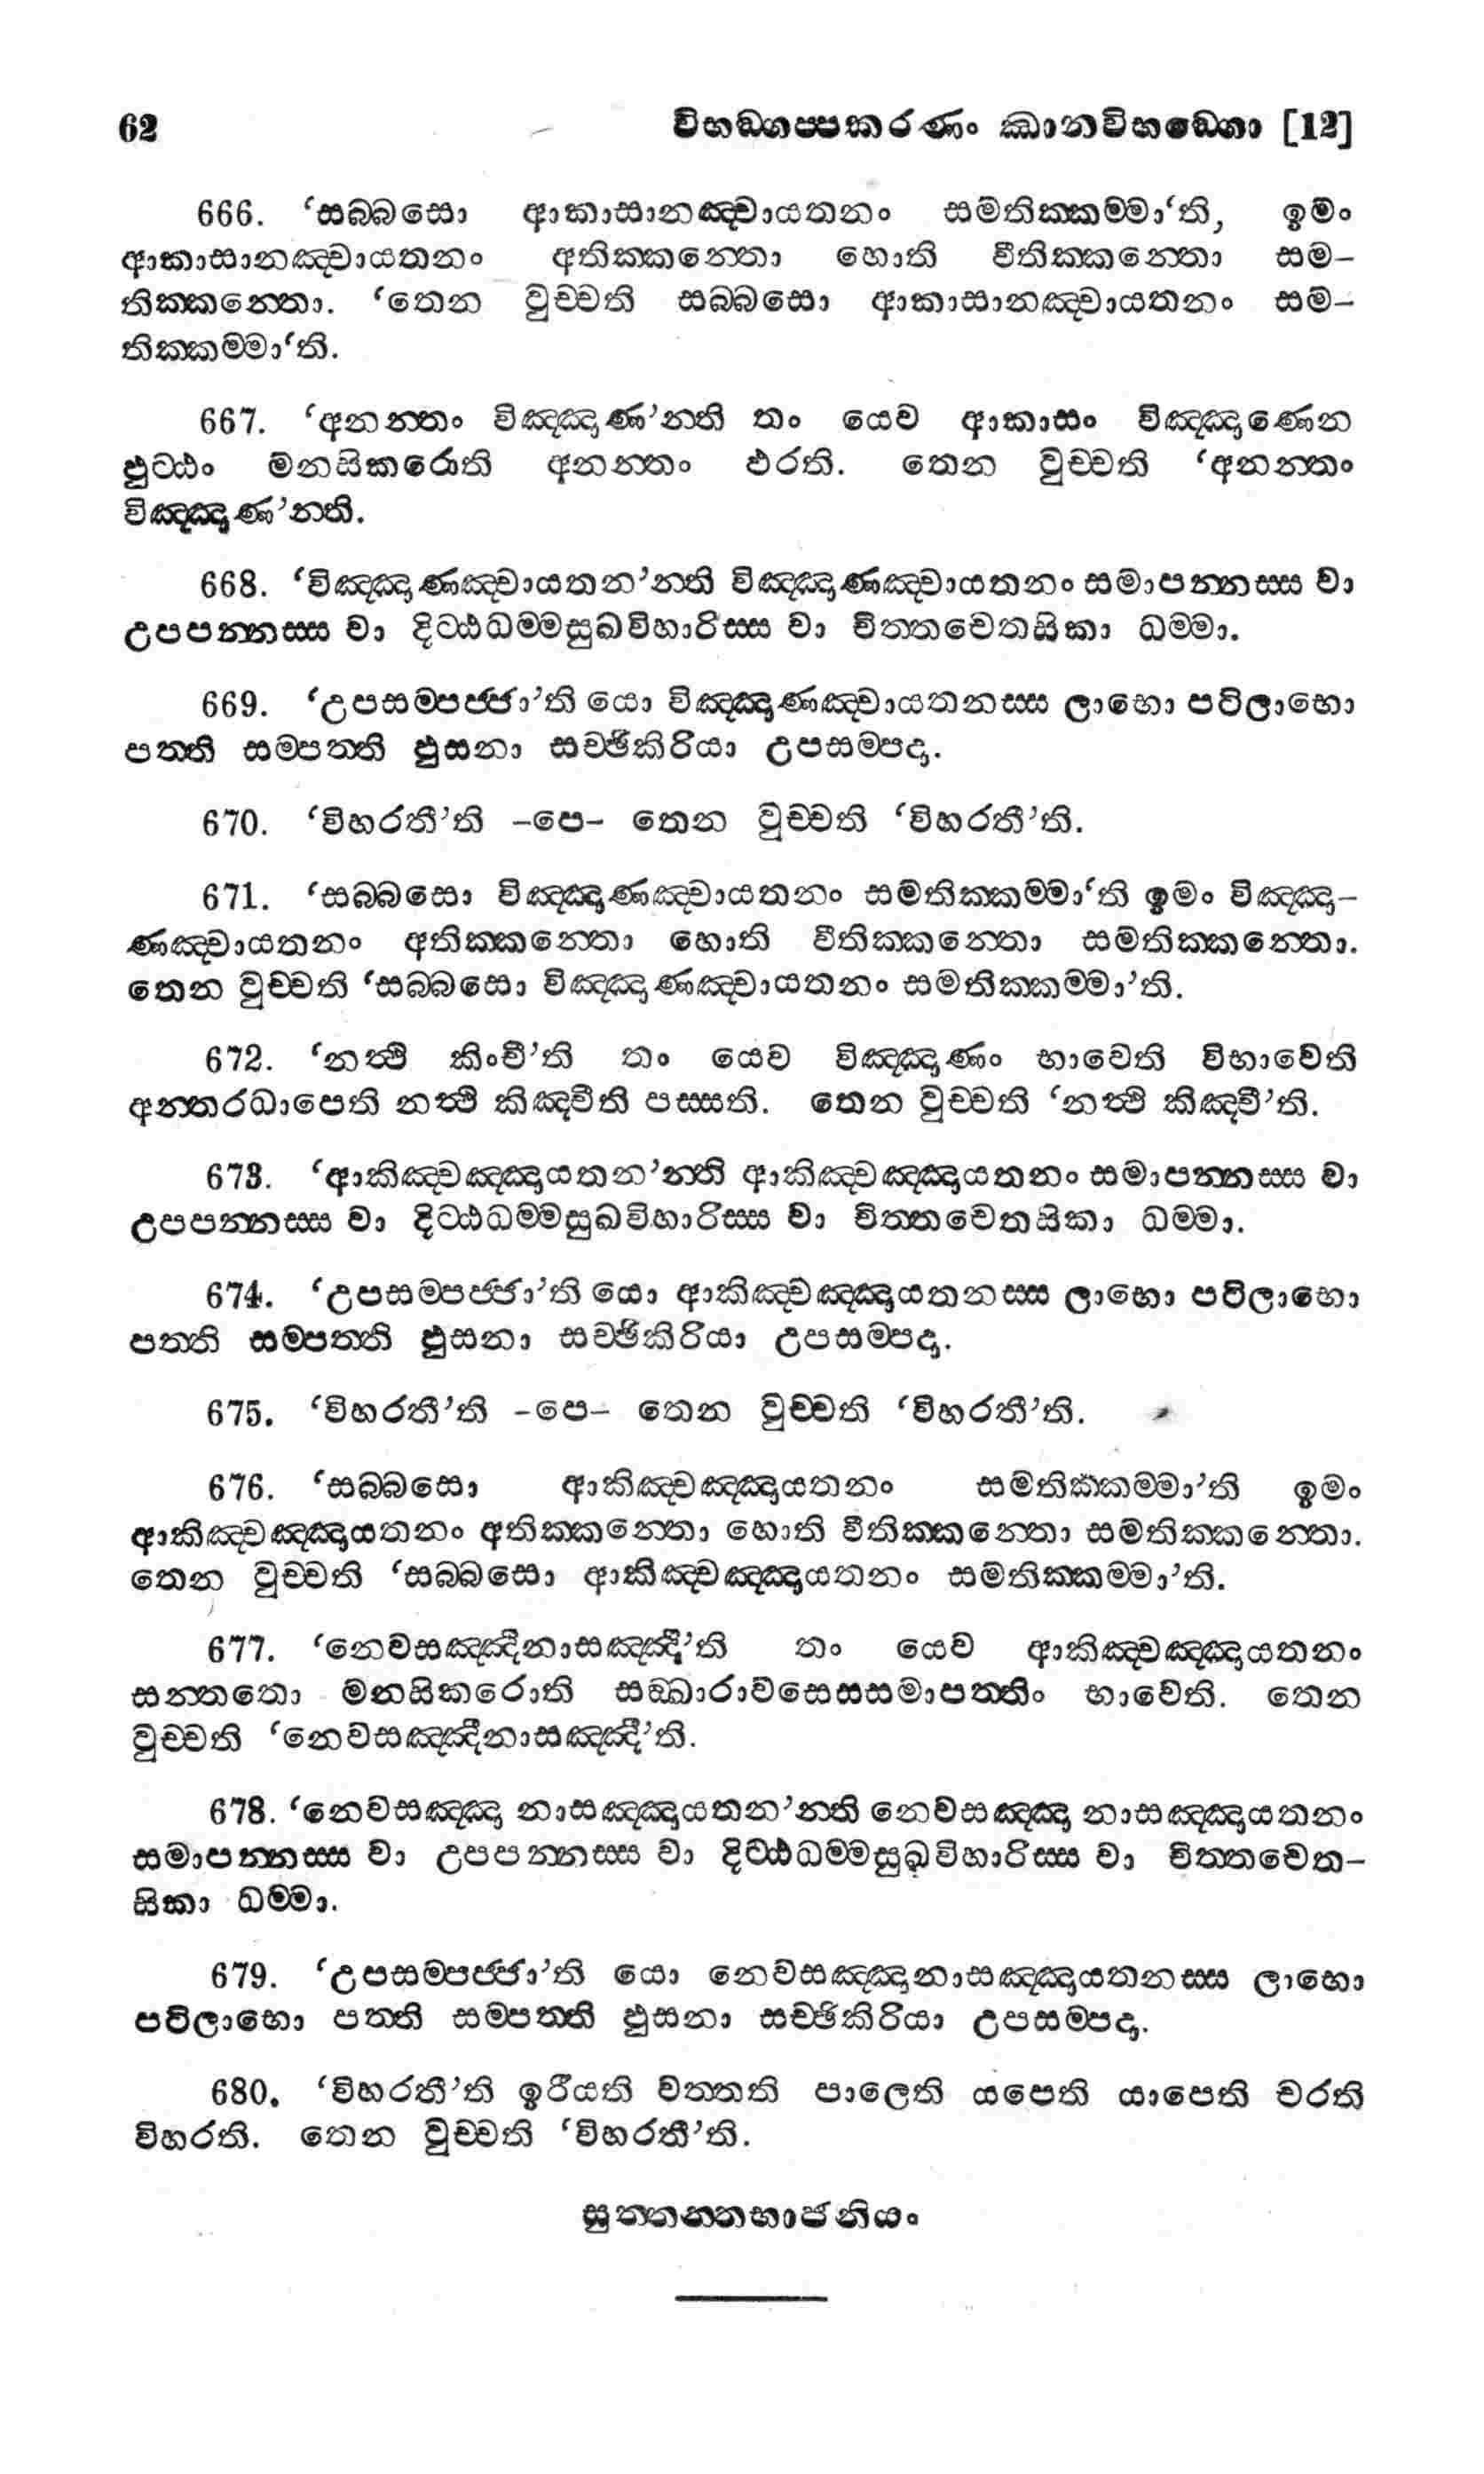 62 විභඞ්ගප්පකරණං ඣානවිභඞ්ගො [12]
666. ‘සබ්බසො ආකාසානඤ්චායතනං සමතික්කම්මා‘ති, ඉමං
ආකාසානඤ්චායතනං අතික්කන්තො හොති වීතික්කන්තො සම–
තික්කන්තො. ‘තෙන වුච්චති සබ්බසො ආකාසානඤ්චායතනං සම–
තික්කම්මා‘ති.
667. ‘අනන්තං විඤ්ඤාණ’න්ති තං යෙව ආකාසං විඤ්ඤාණෙන
ඵුට්ඨං මනසිකරොති අනන්තං ඵරති. තෙන වුච්චති ‘අනන්තං
විඤ්ඤාණ’න්ති.
668. ‘විඤ්ඤාණඤ්චායතන’න්ති විඤ්ඤාණඤ්චායතනං සමාපන්නස්ස වා
උපපන්නස්ස වා දිට්ඨධම්මසුඛවිහාරිස්ස වා චිත්තචෙතසිකා ධම්මා.
669. ‘උපසම්පජ්ජා’ති යො විඤ්ඤාණඤ්චායතනස්ස ලාභො පටිලාභො
පත්ති සම්පත්ති ඵුසනා සච්ඡිකිරියා උපසම්පදා.
670. ‘විහරතී’ති –පෙ– තෙන වුච්චති ‘විහරතී’ති.
671. ‘සබ්බසො විඤ්ඤාණඤ්චායතනං සමතික්කම්මා‘ති ඉමං විඤ්ඤා–
ණඤ්චායතනං අතික්කන්තො හොති වීතික්කන්තො සමතික්කන්තො.
තෙන වුච්චති ‘සබ්බසො විඤ්ඤාණඤ්චායතනං සමතික්කම්මා’ති.
672. ‘නත්ථි කිංචී’ති තං යෙව විඤ්ඤාණං භාවෙති විභාවෙති
අන්තරධාපෙති නත්ථි කිඤ්චීති පස්සති. තෙන වුච්චති ‘නත්ථි කිඤ්චී’ති.
673. ‘ආකිඤ්චඤ්ඤායතන’න්ති ආකිඤ්චඤ්ඤායතනං සමාපන්නස්ස වා
උපපන්නස්ස වා දිට්ඨධම්මසුඛවිහාරිස්ස වා චිත්තචෙතසිකා ධම්මා.
674. ‘උපසම්පජ්ජා’ති යො ආකිඤ්චඤ්ඤායතනස්ස ලාභො පටිලාභො
පත්ති සම්පත්ති ඵුසනා සච්ඡිකිරියා උපසම්පදා.
675. ‘විහරතී’ති –පෙ– තෙන වුච්චති ‘විහරතී’ති.
676. ‘සබ්බසො ආකිඤ්චඤ්ඤායතනං සමතික්කම්මා’ති ඉමං
ආකිඤ්චඤ්ඤායතනං අතික්කන්තො හොති වීතික්කන්තො සමතික්කන්තො.
තෙන වුච්චති ‘සබ්බසො ආකිඤ්චඤ්ඤායතනං සමතික්කම්මා’ති.
677. ‘නෙවසඤ්ඤීනාසඤ්ඤී’ති තං යෙව ආකිඤ්චඤ්ඤායතනං
සන්තතො මනසිකරොති සඞ්ඛාරාවසෙසසමාපත්තිං භාවෙති. තෙන
වුච්චති ‘නෙවසඤ්ඤීනාසඤ්ඤී’ති.
678. ‘නෙවසඤ්ඤා නාසඤ්ඤායතන’න්ති නෙවසඤ්ඤා නාසඤ්ඤායතනං
සමාපන්නස්ස වා උපපන්නස්ස වා දිට්ඨධම්මසුඛවිහාරිස්ස වා චිත්තචෙත–
සිකා ධම්මා.
679. ‘උපසම්පජ්ජා’ති යො නෙවසඤ්ඤානාසඤ්ඤායතනස්ස ලාභො
පටිලාභො පත්ති සම්පත්ති ඵුසනා සච්ඡිකිරියා උපසම්පදා.
680. ‘විහරතී’ති ඉරීයති වත්තති පාලෙති යපෙති යාපෙති චරති
විහරති. තෙන වුච්චති ‘විහරතී’ති.
සුත්තන්තභාජනියං